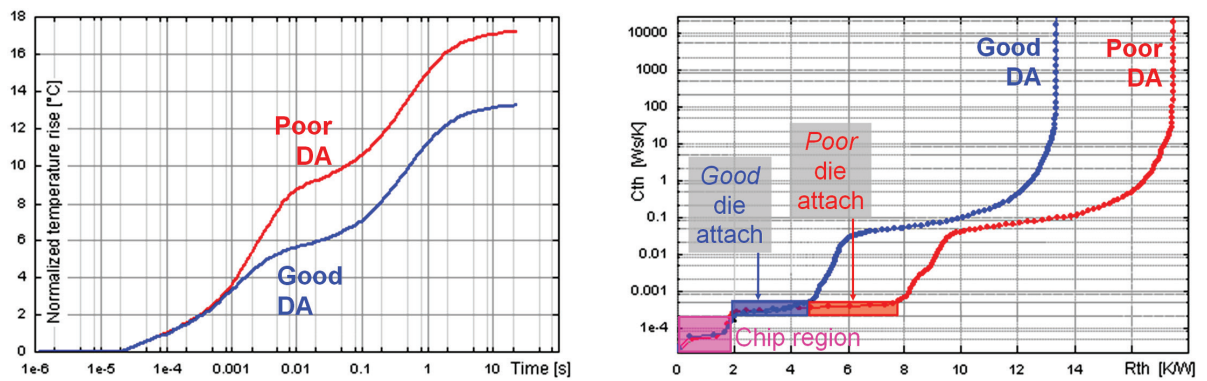 18
16
14
12
10
8
6
4
2
0
Normalized temperature rise [°C]
Poor
DA
Good
DA
1e-6
1e-5
1e-4
0.001
0.01
0.1
1
10
Time [s]
10000
1000
100
10
1
0.1
0.01
0.001
1e-4
Cth [Ws/K]
Good
DA
Poor
DA
Good
die
attach
Poor
die
attach
Chip region
0
2
4
6
8
10
12
14
16
Rth [K/W]